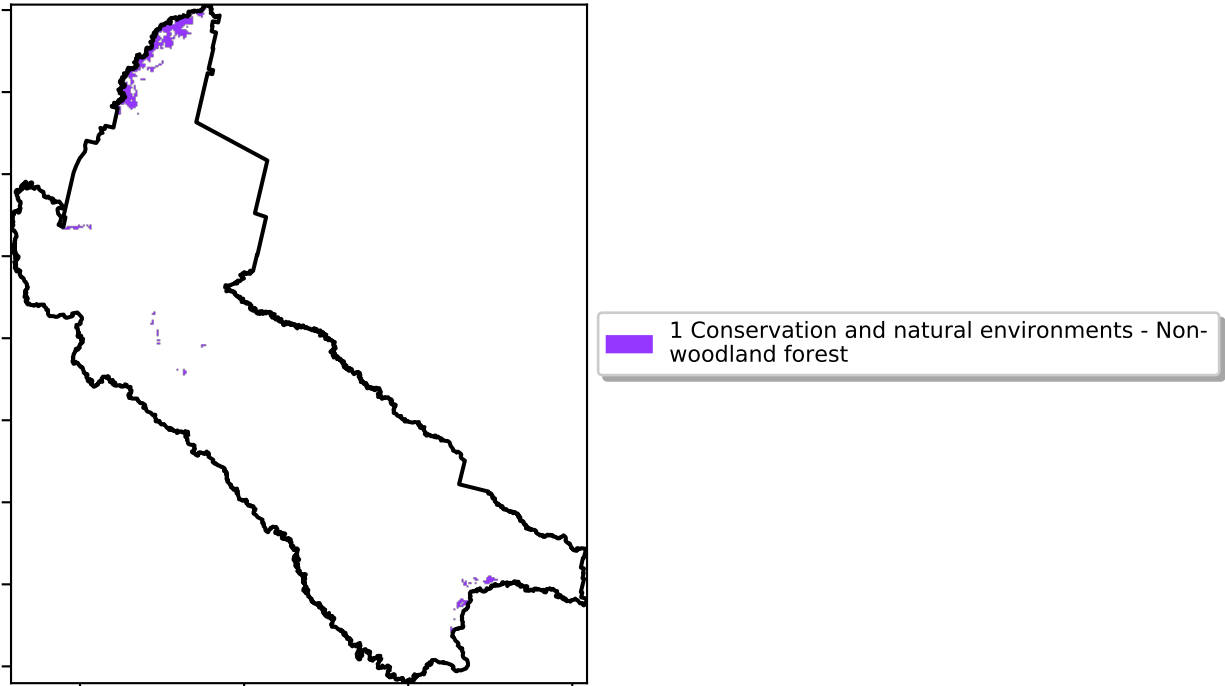 1 Conservation and natural environments - Non-
woodland forest